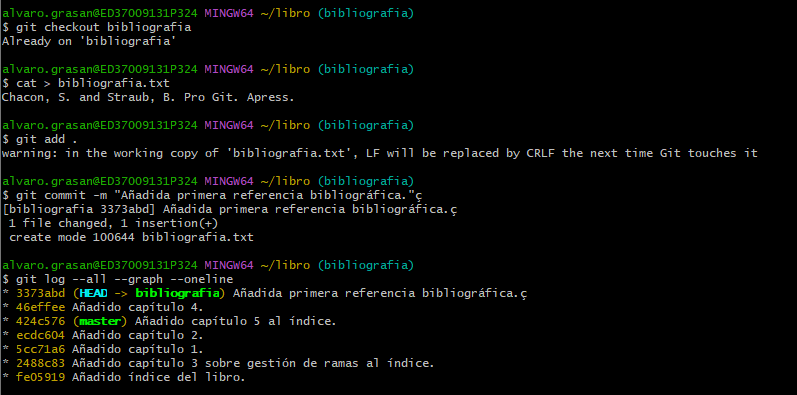 alvaro.grasan@ED37009131P324 MINGW64 ~/libro (bibliografia)
$ git checkout bibliografia
Already on 'bibliografia'
alvaro.grasan@ED37009131P324 MINGW64 ~/libro (bibliografia)
$ cat > bibliografia.txt
Chacon, S. and Straub, B. Pro Git. Apress.
alvaro.grasan@ED37009131P324 MINGW64 ~/libro (bibliografia)
$ git add .
warning: in the working copy of 'bibliografia.txt', LF will be replaced by CRLF the next time Git touches it
alvaro.grasan@ED37009131P324 MINGW64 ~/libro (bibliografia)
$ git commit -m "Añadida primera referencia bibliográfica."ç
[bibliografia 3373abd] Añadida primera referencia bibliográfica.ç
 1 file changed, 1 insertion(+)
 create mode 100644 bibliografia.txt
alvaro.grasan@ED37009131P324 MINGW64 ~/libro (bibliografia)
$ git log --all --graph --oneline
* 3373abd (HEAD -> bibliografia) Añadida primera referencia bibliográfica.ç
* 46effee Añadido capítulo 4.
* 424c576 (master) Añadido capítulo 5 al índice.
* ecdc604 Añadido capítulo 2.
* 5cc71a6 Añadido capítulo 1.
* 2488c83 Añadido capítulo 3 sobre gestión de ramas al índice.
* fe05919 Añadido índice del libro.